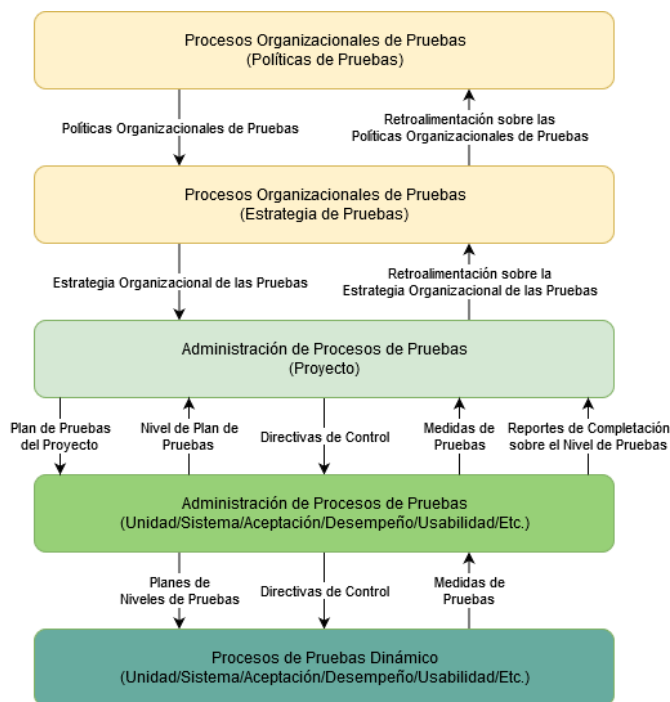 Procesos Organizacionales de Pruebas
(Políticas de Pruebas)
Políticas Organizacionales de Pruebas
Retroalimentación sobre las
Políticas Organizacionales de Pruebas
Procesos Organizacionales de Pruebas
(Estrategia de Pruebas)
Estrategia Organizacional de las Pruebas
Retroalimentación sobre la
Estrategia Organizacional de las Pruebas
Administración de Procesos de Pruebas
(Proyecto)
Plan de Pruebas
del Proyecto
Nivel de Plan de
Pruebas
Directivas de Control
Medidas de
Pruebas
Reportes de Completación
sobre el Nivel de Pruebas
Administración de Procesos de Pruebas
(Unidad/Sistema/Aceptación/Desempeño/Usabilidad/Etc.)
Planes de
Niveles de Pruebas
Directivas de Control
Medidas de
Pruebas
Procesos de Pruebas Dinámico
(Unidad/Sistema/Aceptación/Desempeño/Usabilidad/Etc.)